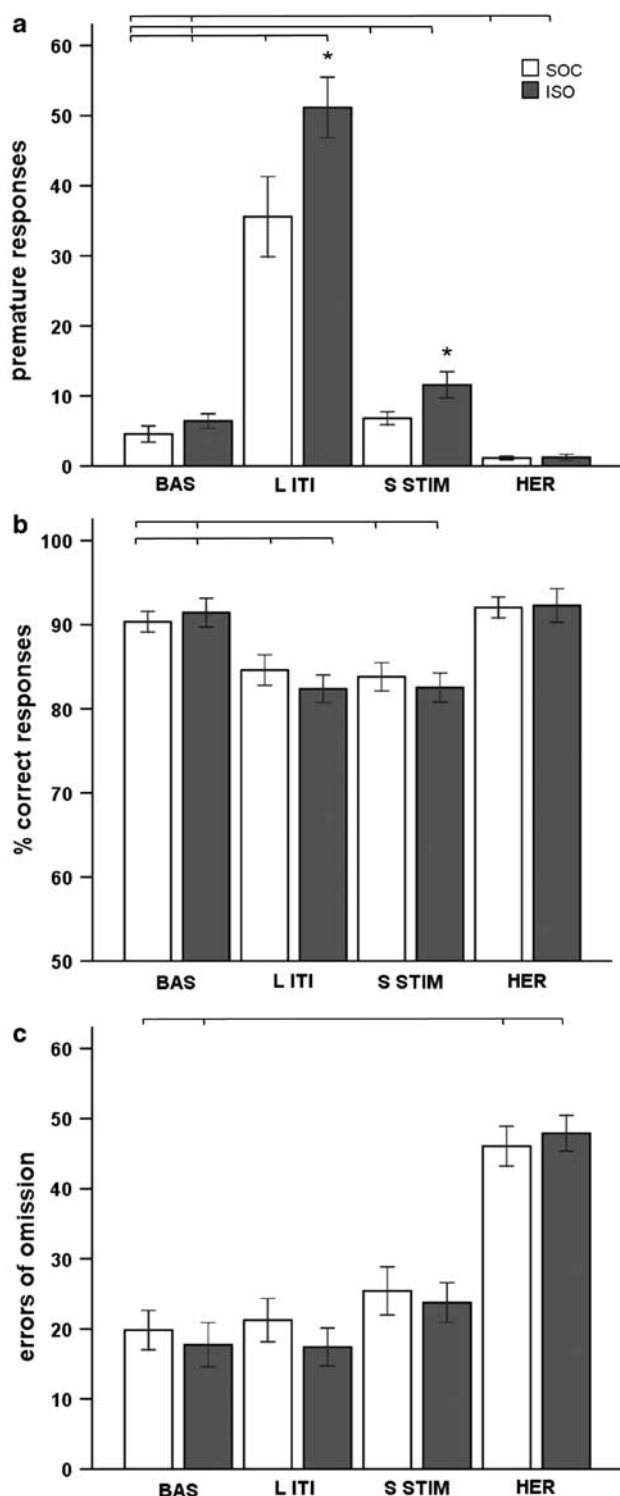 a
60
50
40
30
20
10
0
premature responses
*
*
SOC
ISO
BAS L ITI S STIM HER
b
100
90
80
70
60
50
% correct responses
BAS L ITI S STIM HER
c
60
50
40
30
20
10
0
errors of omission
BAS L ITI S STIM HER